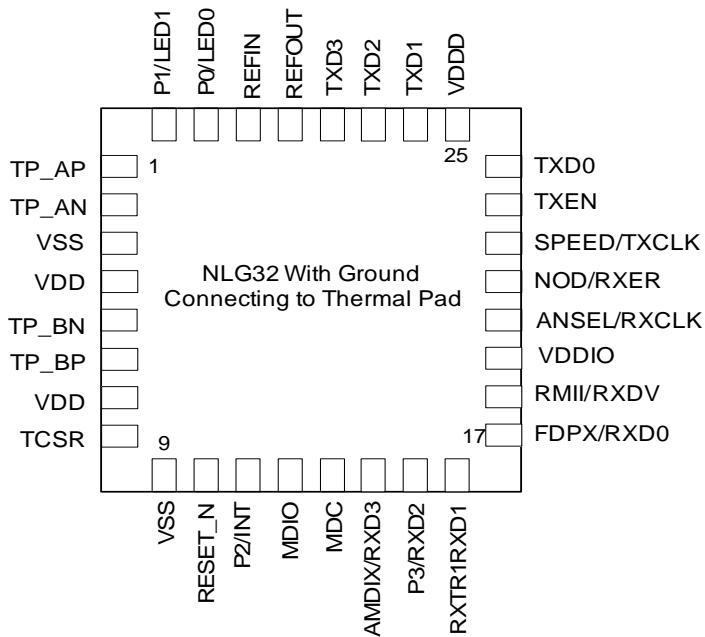 P1/LED1
P0/LED0
REFIN
REFOUT
TXD3
TXD2
TXD1
VDDD
1
25
TP_AP
TP_AN
VSS
VDD
TP_BN
TP_BP
VDD
TCSR
NLG32 With Ground
Connecting to Thermal Pad
TXD0
TXEN
SPEED/TXCLK
NOD/RXER
ANSEL/RXCLK
VDDIO
RMII/RXDV
FDPX/RXD0
9
17
VSS
RESET_N
P2/INT
MDIO
MDC
AMDIX/RXD3
P3/RXD2
RXTR1RXD1